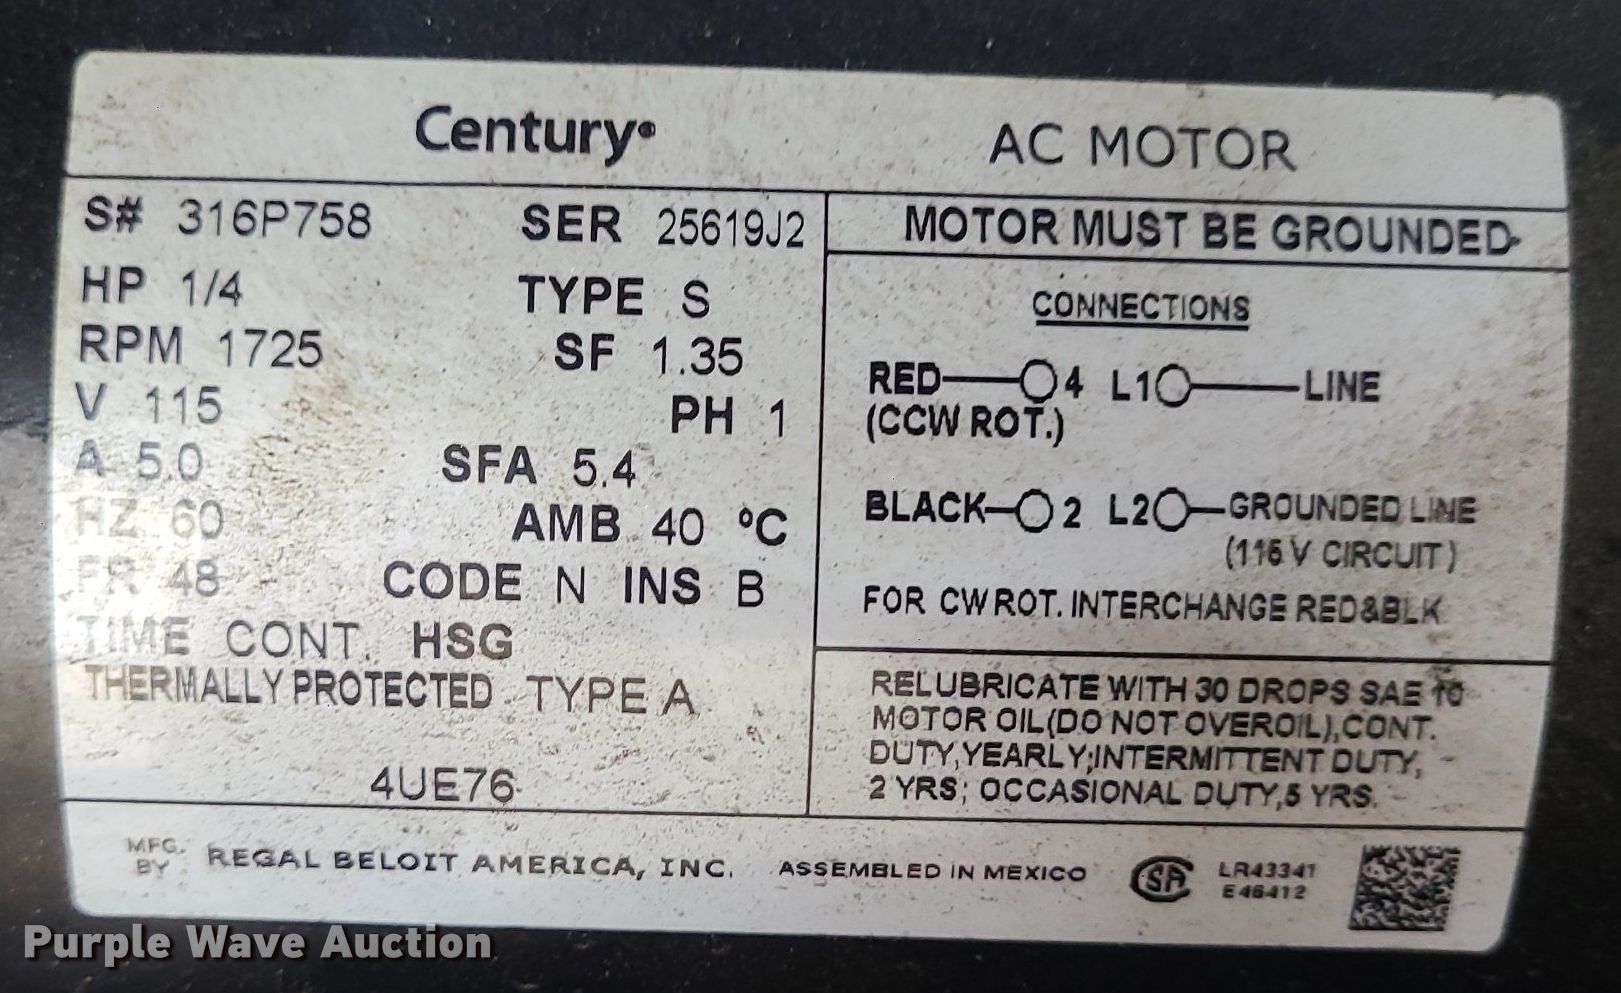 Century®
AC MOTOR
S# 316P758 SER 25619J2
HP 1/4 TYPE S
RPM 1725 SF 1.35
V 115 PH 1
A 5.0 SFA 5.4
HZ 60 AMB 40 °C
FR 48 CODE N INS B
TIME CONT. HSG
THERMALLY PROTECTED TYPE A
4UE76
MOTOR MUST BE GROUNDED
CONNECTIONS
RED 4 L1 LINE
(CCW ROT.)
BLACK 2 L2 GROUNDED LINE
(115 V CIRCUIT)
FOR CW ROT. INTERCHANGE RED&BLK
RELUBRICATE WITH 30 DROPS SAE 10
MOTOR OIL(DO NOT OVEROIL),CONT.
DUTY,YEARLY;INTERMITTENT DUTY,
2 YRS; OCCASIONAL DUTY,5 YRS.
MFG. BY REGAL BELOIT AMERICA, INC. ASSEMBLED IN MEXICO
SA
LR43341
E46412
Purple Wave Auction